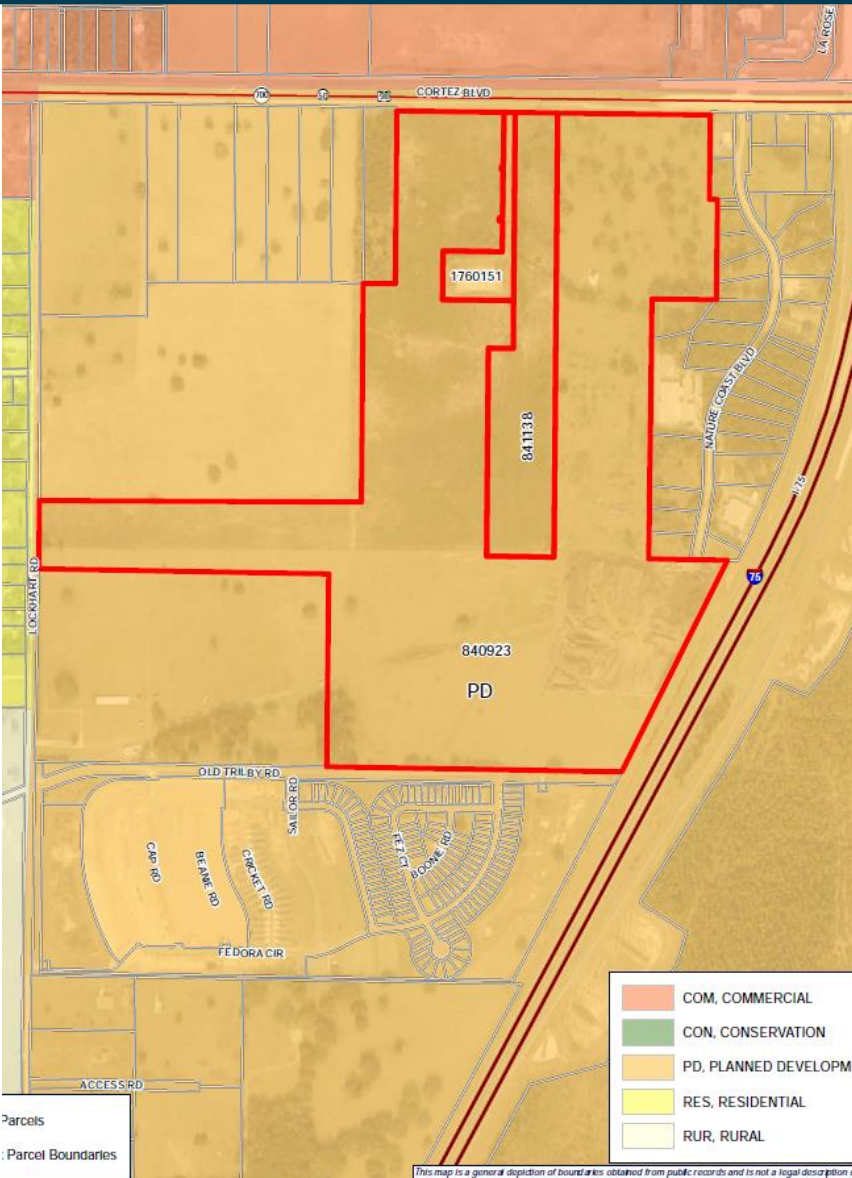 LA ROSE
CORTEZ BLVD
700
50
98
1760151
841138
NATURE COAST BLVD
I-75
75
LOCKHART RD
840923
PD
OLD TRILBY RD
SAILOR RD
CAP RD
BEANIE RD
CRICKET RD
FEZ CT
BOONIE RD
FEDORA CIR
ACCESS RD
COM, COMMERCIAL
CON, CONSERVATION
PD, PLANNED DEVELOPM
RES, RESIDENTIAL
RUR, RURAL
Parcels
Parcel Boundaries
This map is a general depiction of boundaries obtained from public records and is not a legal description